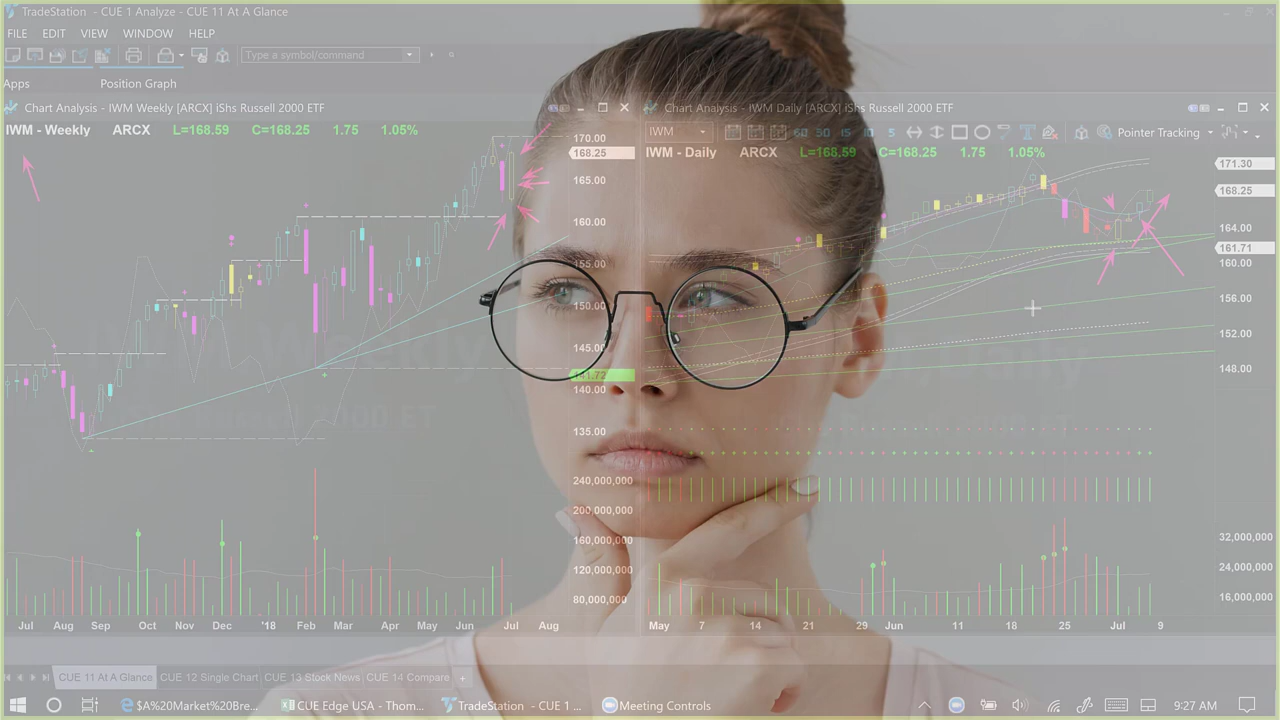 TradeStation - CUE 1 Analyze - CUE 11 At A Glance
FILE EDIT VIEW WINDOW HELP
Type a symbol/command
Apps Position Graph
Chart Analysis - IWM Weekly [ARCX] iShs Russell 2000 ETF
IWM - Weekly ARCX L=168.59 C=168.25 1.75 1.05%
170.00
168.25
165.00
160.00
155.00
150.00
145.00
141.72
140.00
135.00
240,000,000
200,000,000
160,000,000
120,000,000
80,000,000
Jul Aug Sep Oct Nov Dec '18 Feb Mar Apr May Jun Jul Aug
Chart Analysis - IWM Daily [ARCX] iShs Russell 2000 ETF
IWM 60 30 15 10 5 Pointer Tracking
IWM - Daily ARCX L=168.59 C=168.25 1.75 1.05%
171.30
168.25
164.00
161.71
160.00
156.00
152.00
148.00
32,000,000
24,000,000
16,000,000
May 7 14 21 29 Jun 11 18 25 Jul 9
CUE 11 At A Glance CUE 12 Single Chart CUE 13 Stock News CUE 14 Compare +
$A%20Market%20Bre... CUE Edge USA - Thom... TradeStation - CUE 1 ... Meeting Controls 9:27 AM